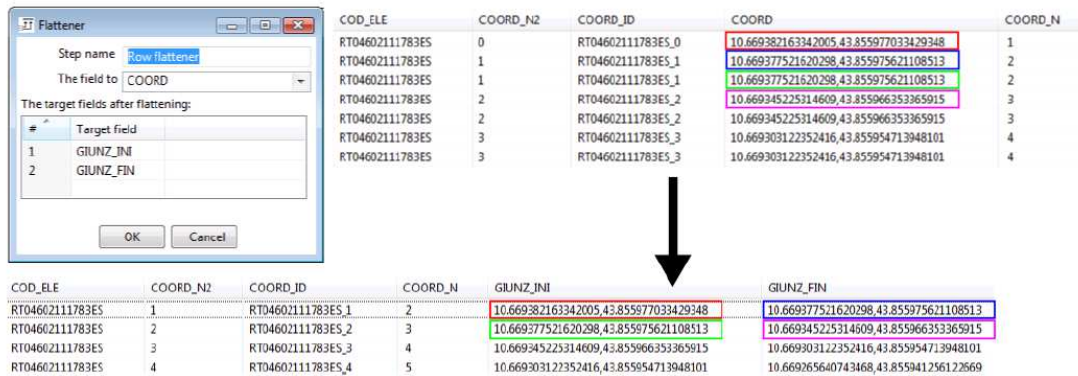 Flattener
Step name Row flattener
The field to COORD
The target fields after flattening:
# Target field
1 GIUNZ_INI
2 GIUNZ_FIN
OK Cancel
COD_ELE COORD_N2 COORD_ID COORD COORD_N
RT04602111783ES 0 RT04602111783ES_0 10.669382163342005,43.855977033429348 1
RT04602111783ES 1 RT04602111783ES_1 10.669377521620298,43.855975621108513 2
RT04602111783ES 1 RT04602111783ES_1 10.669377521620298,43.855975621108513 2
RT04602111783ES 2 RT04602111783ES_2 10.669345225314609,43.855966353365915 3
RT04602111783ES 2 RT04602111783ES_2 10.669345225314609,43.855966353365915 3
RT04602111783ES 3 RT04602111783ES_3 10.669303122352416,43.855954713948101 4
RT04602111783ES 3 RT04602111783ES_3 10.669303122352416,43.855954713948101 4
COD_ELE COORD_N2 COORD_ID COORD_N GIUNZ_INI GIUNZ_FIN
RT04602111783ES 1 RT04602111783ES_1 2 10.669382163342005,43.855977033429348 10.669377521620298,43.855975621108513
RT04602111783ES 2 RT04602111783ES_2 3 10.669377521620298,43.855975621108513 10.669345225314609,43.855966353365915
RT04602111783ES 3 RT04602111783ES_3 4 10.669345225314609,43.855966353365915 10.669303122352416,43.855954713948101
RT04602111783ES 4 RT04602111783ES_4 5 10.669303122352416,43.855954713948101 10.669265640743468,43.855941256122669